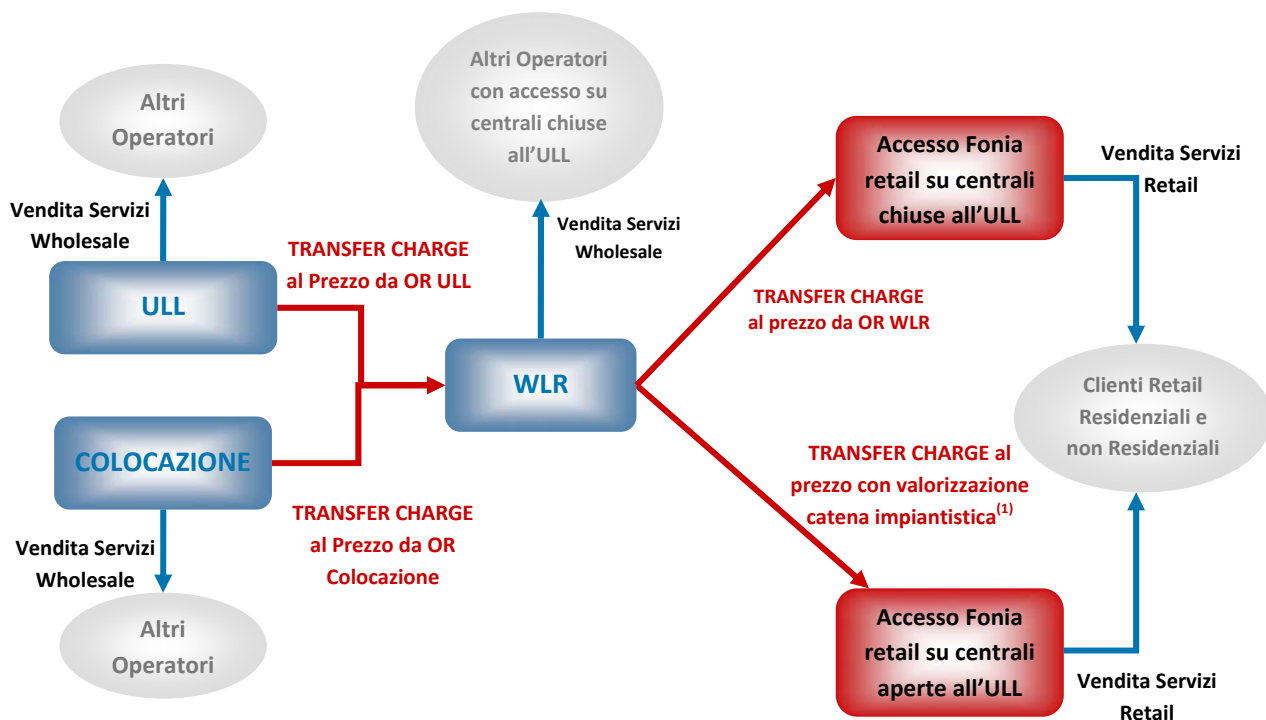 Altri
Operatori
Vendita Servizi
Wholesale
TRANSFER CHARGE
al Prezzo da OR ULL
ULL
COLOCAZIONE
Vendita Servizi
Wholesale
TRANSFER CHARGE
al Prezzo da OR
Colocazione
Altri
Operatori
Altri Operatori
con accesso su
centrali chiuse
all’ULL
Vendita Servizi
Wholesale
WLR
TRANSFER CHARGE
al prezzo da OR WLR
TRANSFER CHARGE al
prezzo con valorizzazione
catena impiantistica(1)
Accesso Fonia
retail su centrali
chiuse all’ULL
Vendita Servizi
Retail
Clienti Retail
Residenziali e
non Residenziali
Accesso Fonia
retail su centrali
aperte all’ULL
Vendita Servizi
Retail